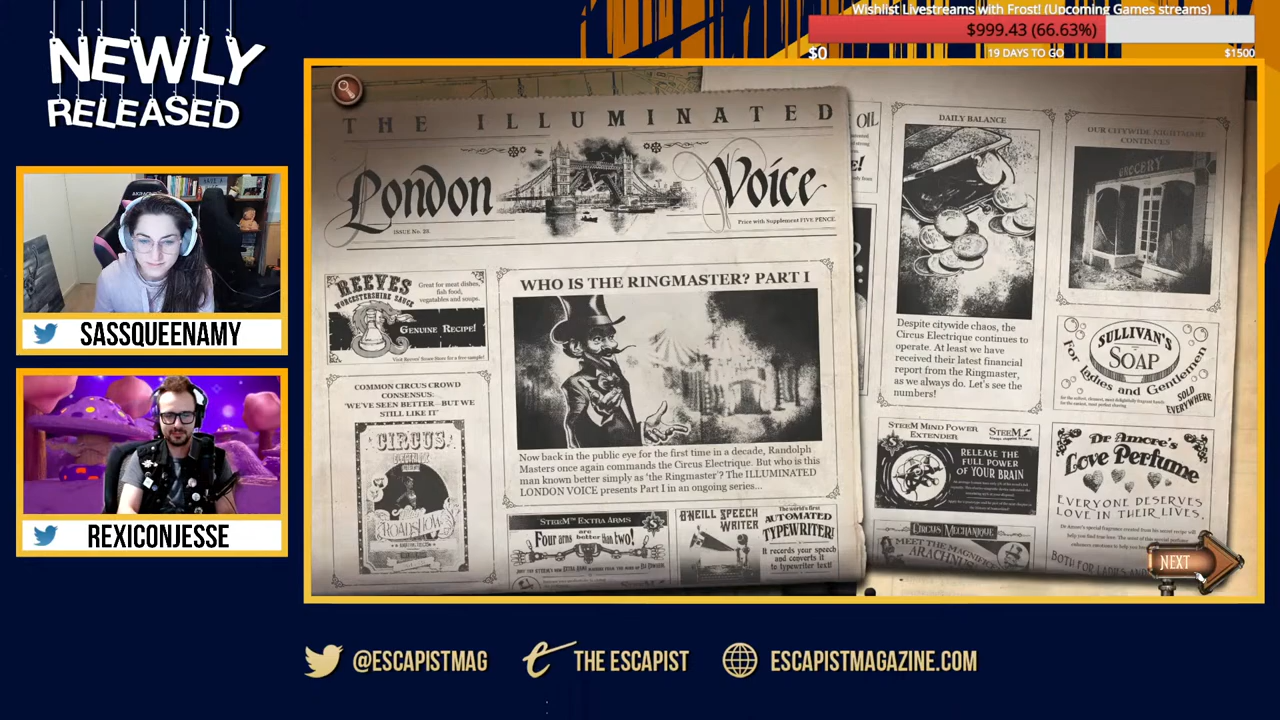 NEWLY
RELEASED
Wishlist Livestreams with Frost! (Upcoming Games streams)
$999.43 (66.63%)
$0
19 DAYS TO GO
$1500
SASSQUEENAMY
REXICONJESSE
THE ILLUMINATED
London Voice
ISSUE No. 28.
Price with Supplement FIVE PENCE.
REEVES
WORCESTERSHIRE SAUCE
Great for meat dishes,
fish food,
vegetables and soups.
GENUINE RECIPE!
COMMON CIRCUS CROWD
CONSENSUS:
"WE'VE SEEN BETTER—BUT WE
STILL LIKE IT"
CIRCUS
ROADSHOW
WHO IS THE RINGMASTER? PART I
Now back in the public eye for the first time in a decade, Randolph
Masters once again commands the Circus Electrique. But who is this
man known better simply as 'the Ringmaster'? The ILLUMINATED
LONDON VOICE presents Part I in an ongoing series...
STEEM™ EXTRA ARMS
Four arms are better than two!
O'NEILL SPEECH
WRITER
The world's first
AUTOMATED
TYPEWRITER!
It records your speech
and converts it
to typewriter text!
OIL
DAILY BALANCE
Despite citywide chaos, the
Circus Electrique continues to
operate. At least we have
received their latest financial
report from the Ringmaster,
as we always do. Let's see the
numbers!
STEEM MIND POWER
EXTENDER
STEEM
RELEASE THE
FULL POWER
OF YOUR BRAIN
CIRCUS MECHANIQUE
MEET THE MAGNIFICENT
OUR CITYWIDE NIGHTMARE
CONTINUES
GROCERY
SULLIVAN'S
SOAP
For Ladies and Gentlemen
SOLD
EVERYWHERE
DR AMORE'S
LOVE PERFUME
EVERYONE DESERVES
LOVE IN THEIR LIVES.
NEXT
@ESCAPISTMAG
THE ESCAPIST
ESCAPISTMAGAZINE.COM